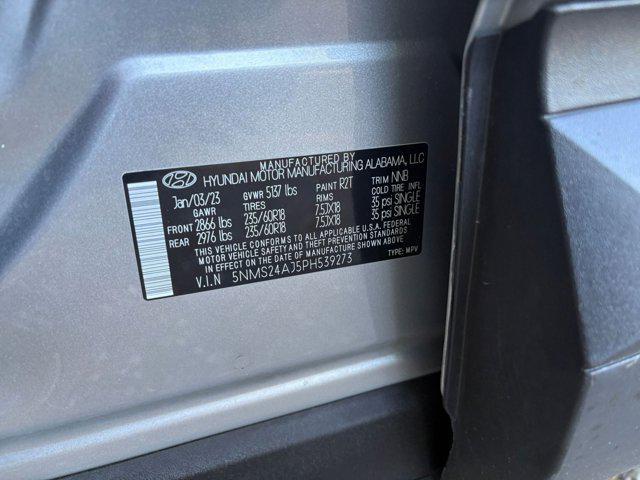 MANUFACTURED BY
HYUNDAI MOTOR MANUFACTURING ALABAMA, LLC
Jan/03/23 GVWR 5137 lbs PAINT R2T TRIM NNB
GAWR TIRES RIMS COLD TIRE INFL
FRONT 2866 lbs 235/60R18 7.5JX18 35 psi SINGLE
REAR 2976 lbs 235/60R18 7.5JX18 35 psi SINGLE
THIS VEHICLE CONFORMS TO ALL APPLICABLE U.S.A. FEDERAL
MOTOR VEHICLE SAFETY, BUMPER, AND THEFT PREVENTION STANDARDS
IN EFFECT ON THE DATE OF MANUFACTURE SHOWN ABOVE.
V.I.N 5NMS24AJ5PH539273 TYPE: MPV